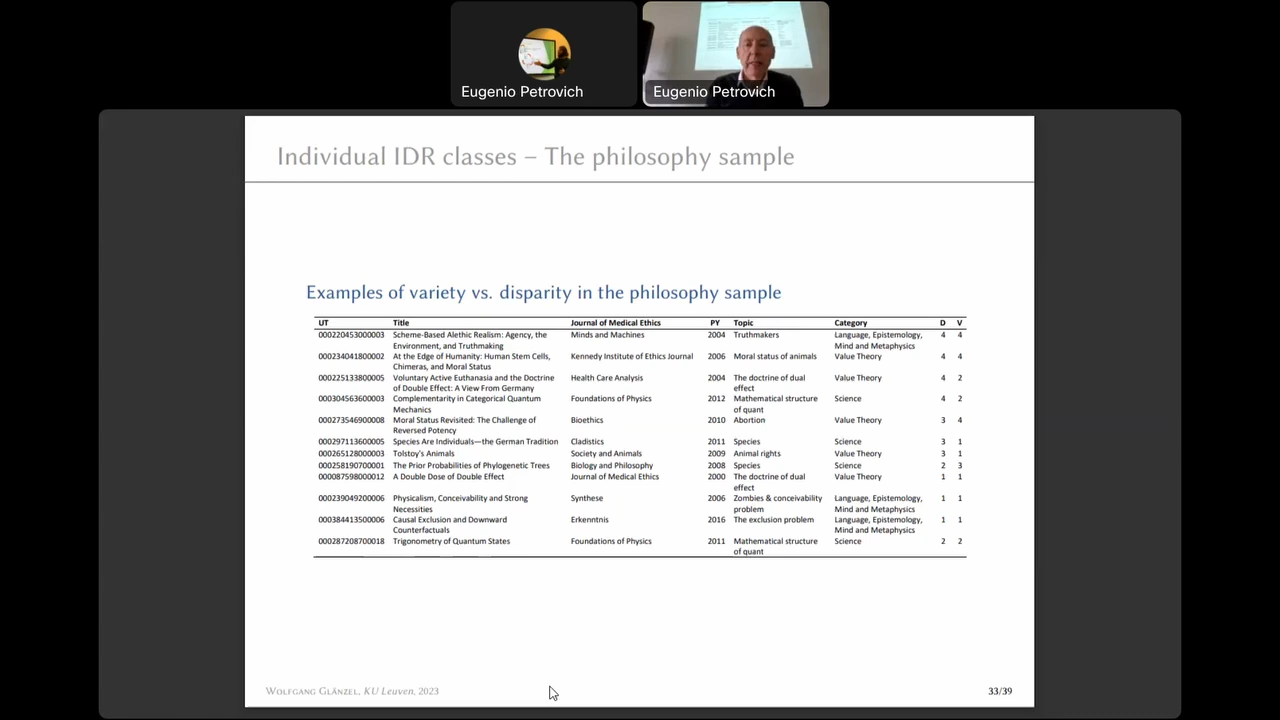 Eugenio Petrovich
Eugenio Petrovich
Individual IDR classes – The philosophy sample
Examples of variety vs. disparity in the philosophy sample
UT Title Journal of Medical Ethics PY Topic Category D V
000220453000003 Scheme-Based Alethic Realism: Agency, the Minds and Machines 2004 Truthmakers Language, Epistemology, 4 4
Environment, and Truthmaking Mind and Metaphysics
000234041800002 At the Edge of Humanity: Human Stem Cells, Kennedy Institute of Ethics Journal 2006 Moral status of animals Value Theory 4 4
Chimeras, and Moral Status
000225133800005 Voluntary Active Euthanasia and the Doctrine Health Care Analysis 2004 The doctrine of dual Value Theory 4 2
of Double Effect: A View From Germany effect
000304563600003 Complementarity in Categorical Quantum Foundations of Physics 2012 Mathematical structure Science 4 2
Mechanics of quant
000273546900008 Moral Status Revisited: The Challenge of Bioethics 2010 Abortion Value Theory 3 4
Reversed Potency
000297113600005 Species Are Individuals—the German Tradition Cladistics 2011 Species Science 3 1
000265128000003 Tolstoy's Animals Society and Animals 2009 Animal rights Value Theory 3 1
000258190700001 The Prior Probabilities of Phylogenetic Trees Biology and Philosophy 2008 Species Science 2 3
000087598000012 A Double Dose of Double Effect Journal of Medical Ethics 2000 The doctrine of dual Value Theory 1 1
effect
000239049200006 Physicalism, Conceivability and Strong Synthese 2006 Zombies & conceivability Language, Epistemology, 1 1
Necessities problem Mind and Metaphysics
000384413500006 Causal Exclusion and Downward Erkenntnis 2016 The exclusion problem Language, Epistemology, 1 1
Counterfactuals Mind and Metaphysics
000287208700018 Trigonometry of Quantum States Foundations of Physics 2011 Mathematical structure Science 2 2
of quant
Wolfgang Glänzel, KU Leuven, 2023
33/39